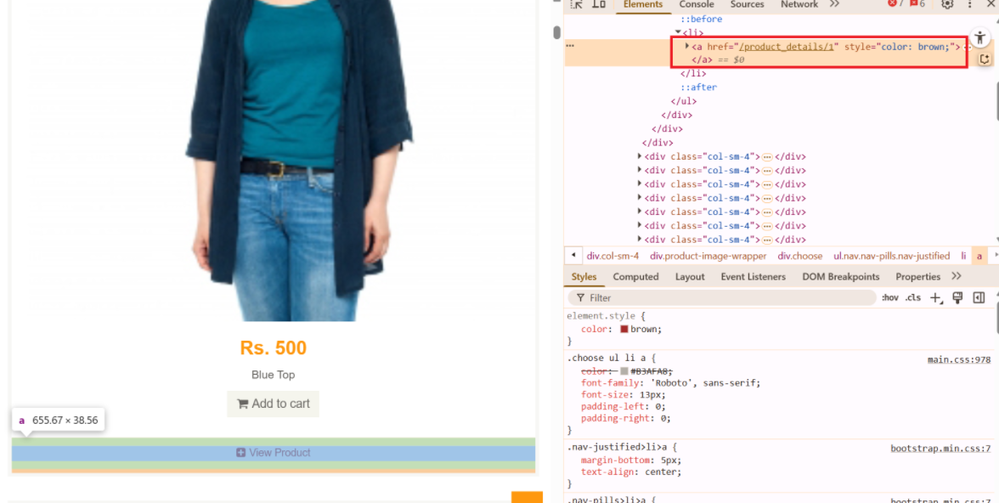 Rs. 500
Blue Top
Add to cart
a 655.67 × 38.56
View Product
Elements Console Sources Network >> 7 6
::before
<li>
<a href="/product_details/1" style="color: brown;">
</a> == $0
</li>
::after
</ul>
</div>
</div>
</div>
<div class="col-sm-4"> … </div>
<div class="col-sm-4"> … </div>
<div class="col-sm-4"> … </div>
<div class="col-sm-4"> … </div>
<div class="col-sm-4"> … </div>
<div class="col-sm-4"> … </div>
<div class="col-sm-4"> … </div>
div.col-sm-4 div.product-image-wrapper div.choose ul.nav.nav-pills.nav-justified li a
Styles Computed Layout Event Listeners DOM Breakpoints Properties >>
Filter :hov .cls
element.style {
color: brown;
}
.choose ul li a { main.css:978
color: #B3AFA8;
font-family: 'Roboto', sans-serif;
font-size: 13px;
padding-left: 0;
padding-right: 0;
}
.nav-justified>li>a { bootstrap.min.css:7
margin-bottom: 5px;
text-align: center;
}
.nav-pills>li>a { bootstrap.min.css:7